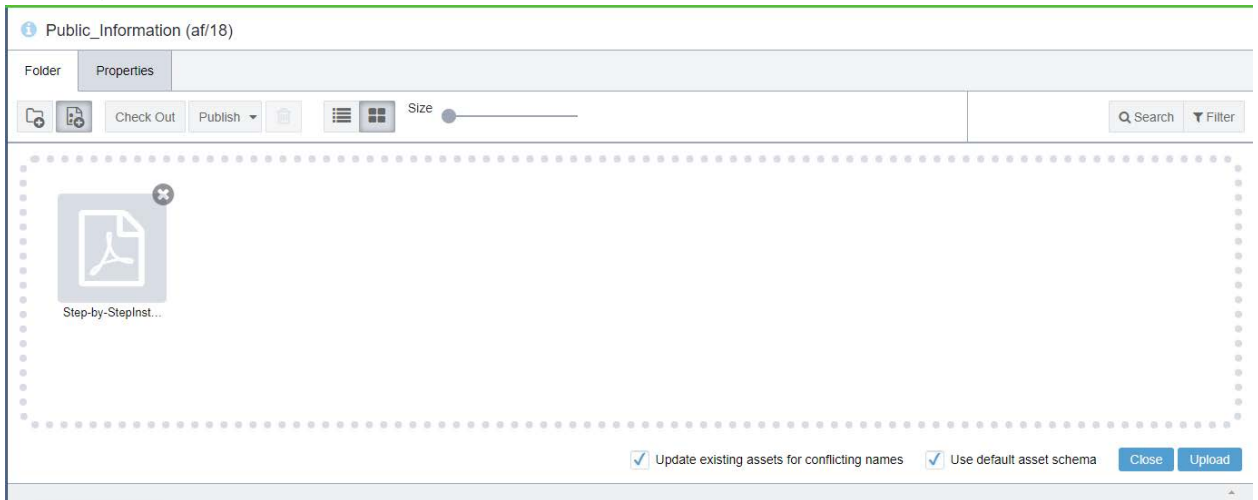 Public_Information (af/18)
Folder Properties
Check Out Publish Size Search Filter
Step-by-StepInst...
Update existing assets for conflicting names Use default asset schema Close Upload